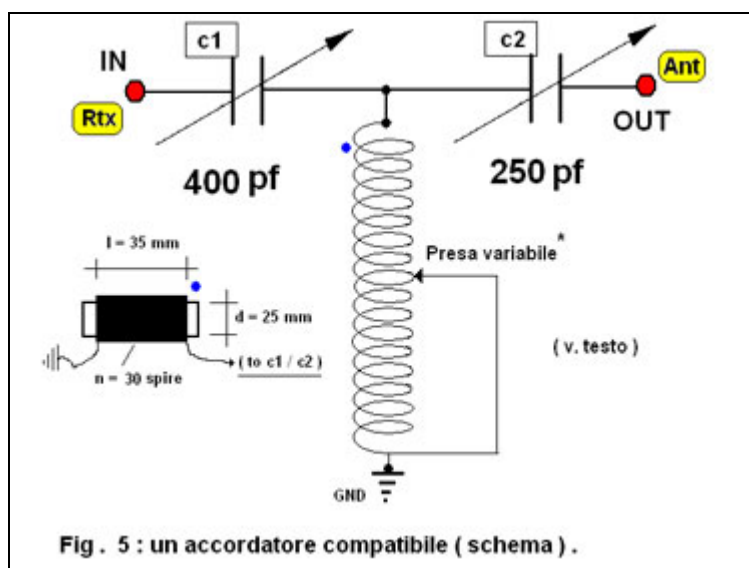 c1
c2
IN
Ant
Rtx
OUT
400 pf
250 pf
l = 35 mm
Presa variabile*
d = 25 mm
( v. testo )
( to c1 / c2 )
n = 30 spire
GND
Fig . 5 : un accordatore compatibile ( schema ) .